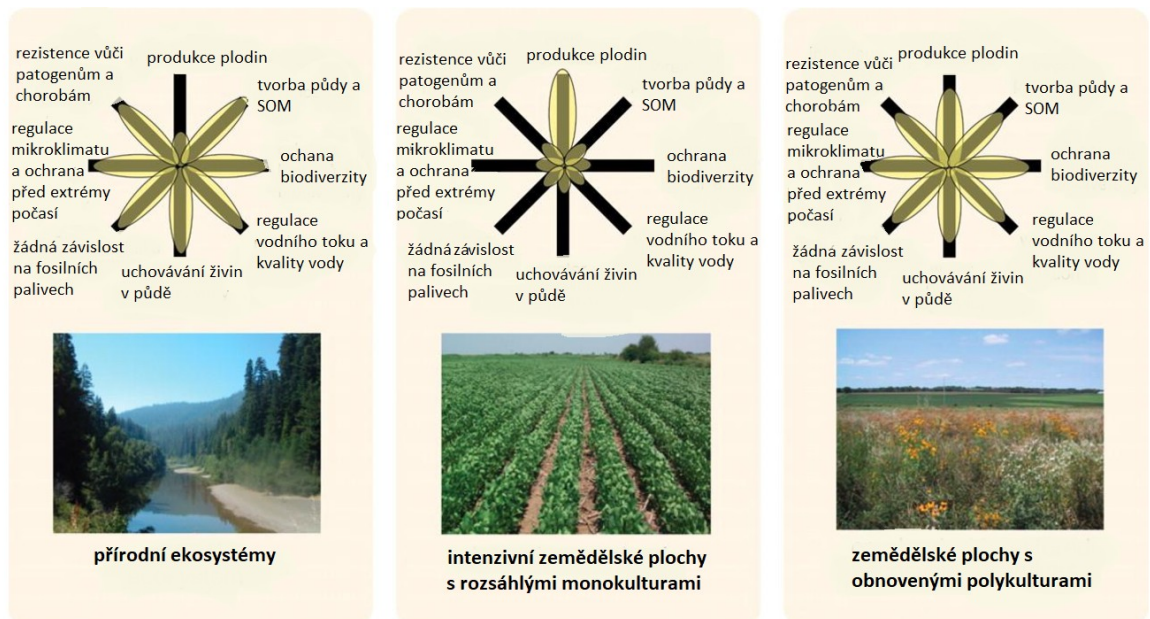 produkce plodin
rezistence vůči
patogenům a
chorobám
tvorba půdy a
SOM
regulace
mikroklimatu
a ochrana
před extrémy
počasí
ochana
biodiverzity
žádná závislost
na fosilních
palivech
uchovávání živin
v půdě
regulace
vodního toku a
kvality vody
přírodní ekosystémy
produkce plodin
rezistence vůči
patogenům a
chorobám
tvorba půdy a
SOM
regulace
mikroklimatu
a ochrana
před extrémy
počasí
ochrana
biodiverzity
žádná závislost
na fosilních
palivech
uchovávání živin
v půdě
regulace
vodního toku a
kvality vody
intenzivní zemědělské plochy
s rozsáhlými monokulturami
produkce plodin
rezistence vůči
patogenům a
chorobám
tvorba půdy a
SOM
regulace
mikroklimatu
a ochrana
před extrémy
počasí
ochrana
biodiverzity
žádná závislost
na fosilních
palivech
uchovávání živin
v půdě
regulace
vodního toku a
kvality vody
zemědělské plochy s
obnovenými polykulturami